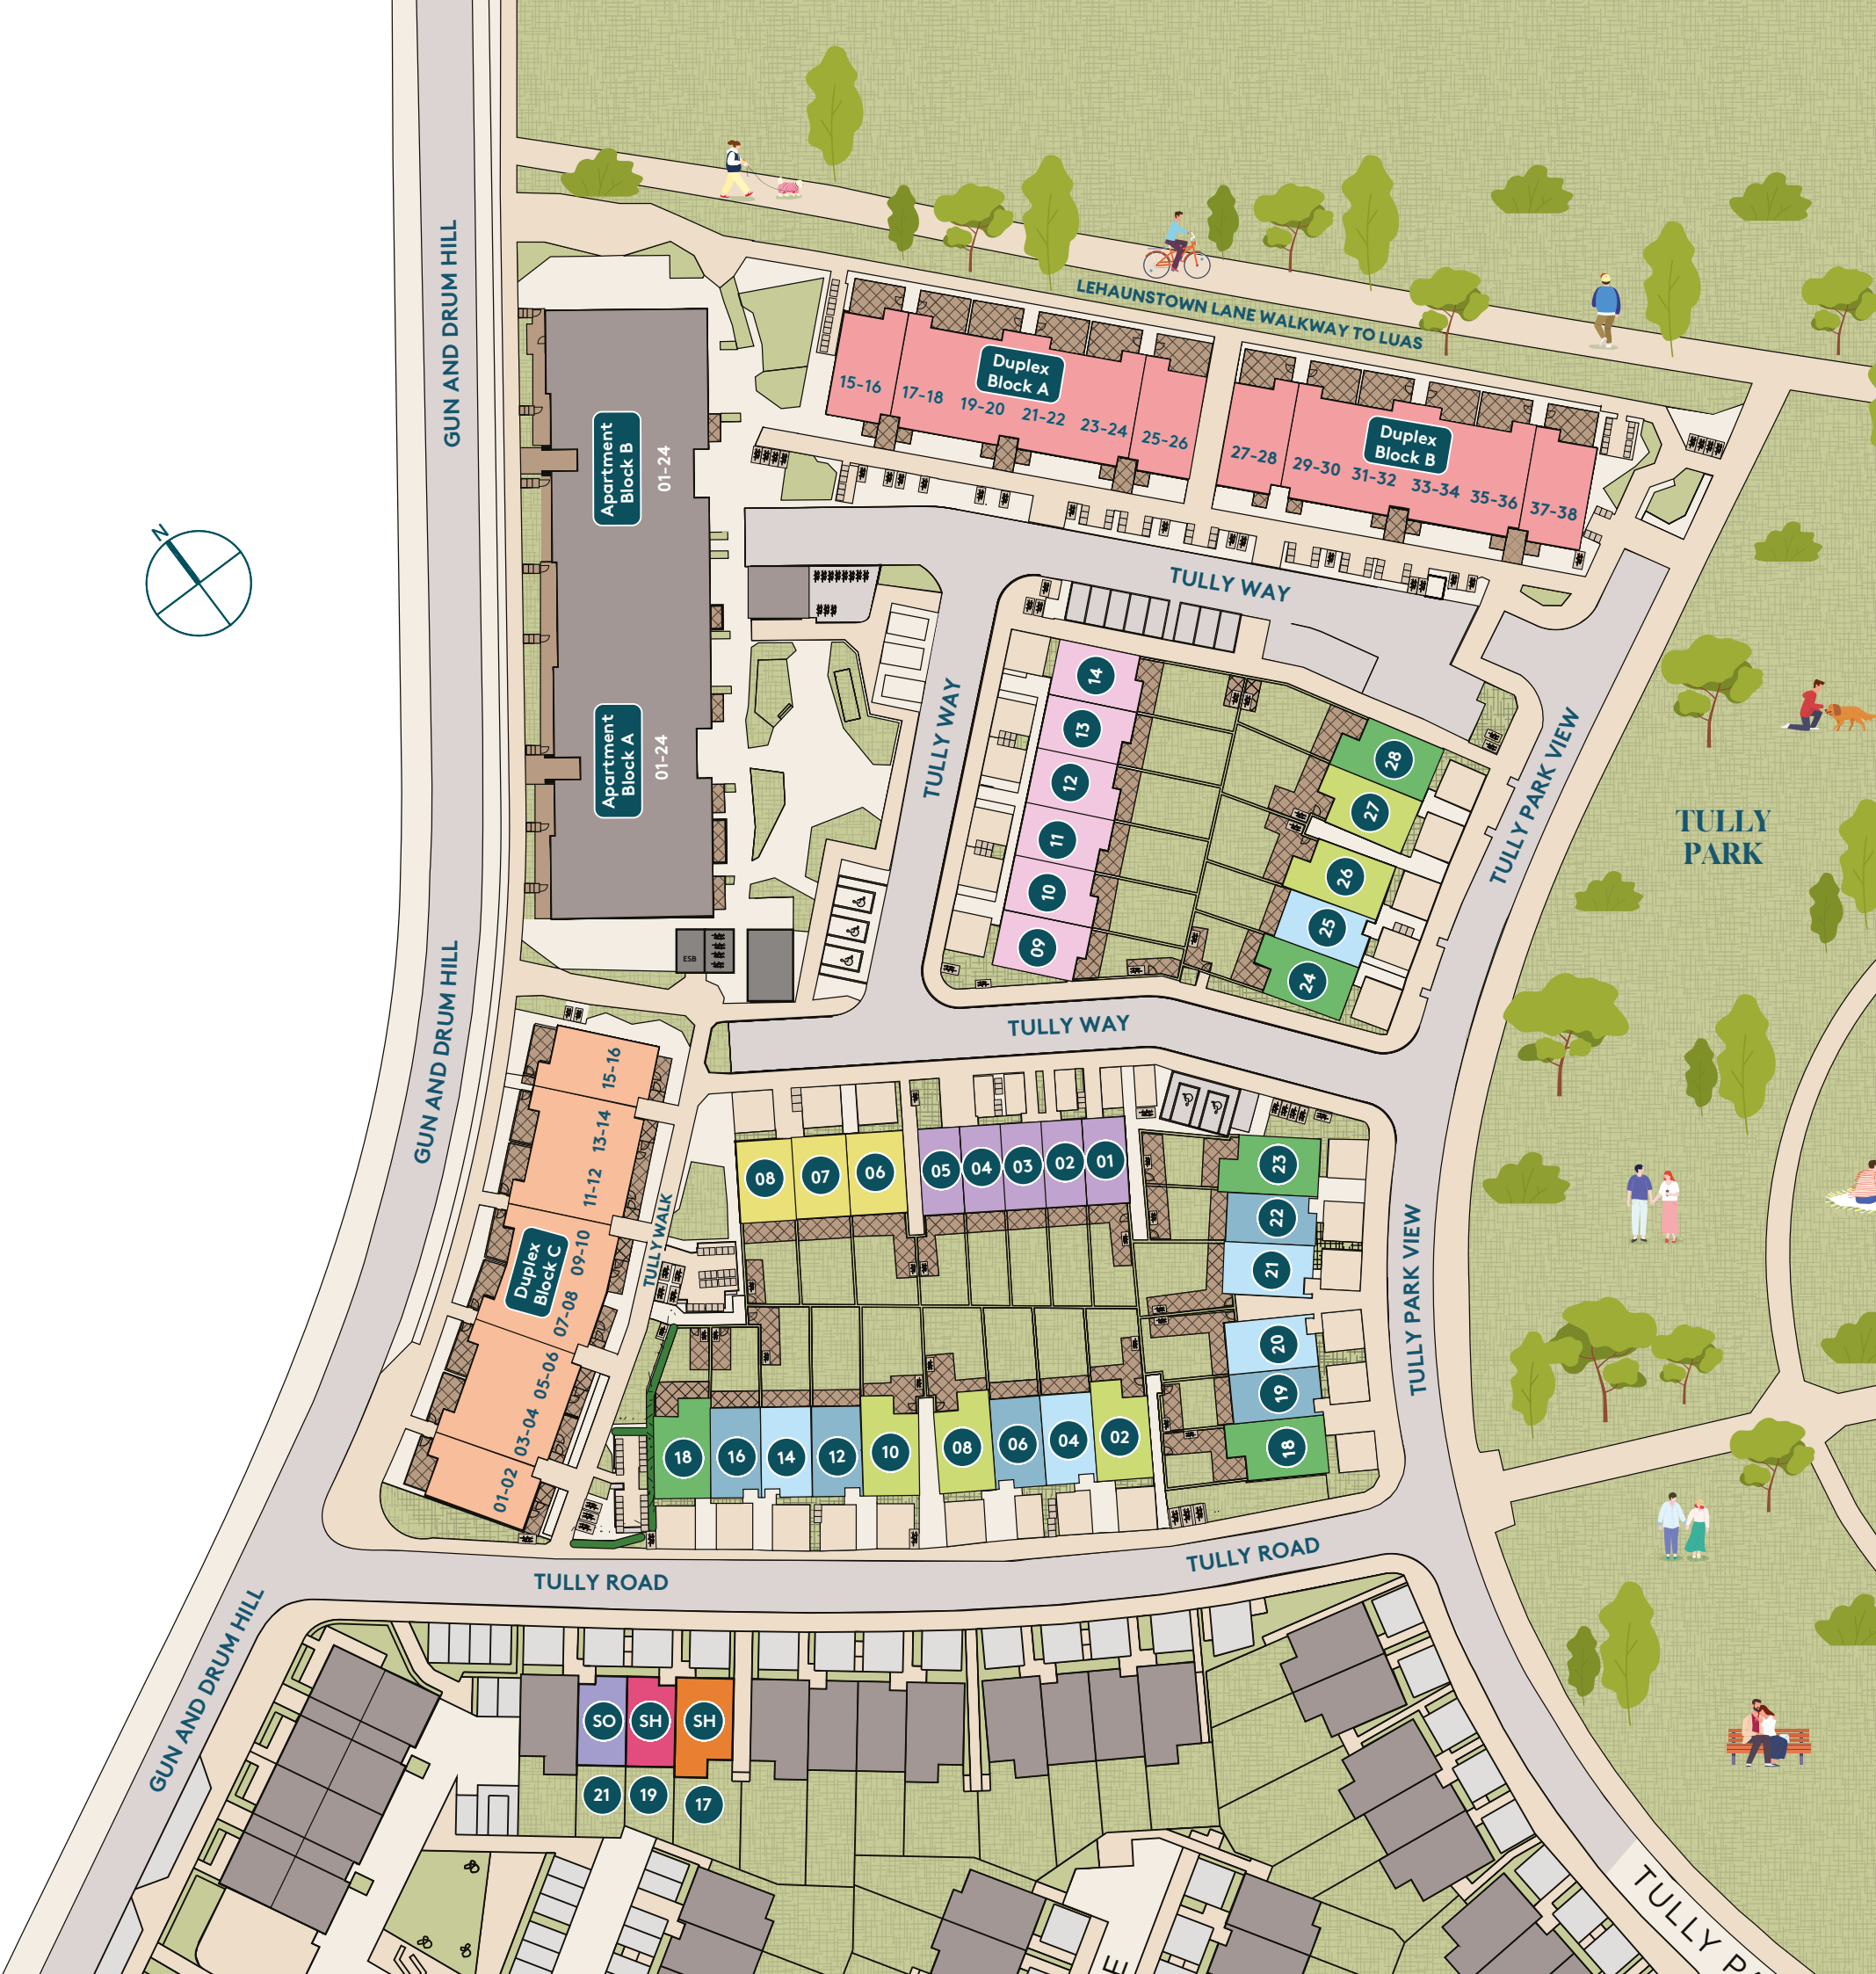 GUN AND DRUM HILL
LEHAUNSTOWN LANE WALKWAY TO LUAS
Duplex
Block A
15-16
17-18
19-20
21-22
23-24
25-26
Duplex
Block B
27-28
29-30
31-32
33-34
35-36
37-38
Apartment
Block B
01-24
N
TULLY WAY
Apartment
Block A
01-24
TULLY WAY
14
13
12
11
10
09
28
27
26
25
24
TULLY PARK VIEW
TULLY
PARK
ESB
GUN AND DRUM HILL
TULLY WAY
15-16
13-14
11-12
09-10
07-08
05-06
03-04
01-02
Duplex
Block C
TULLY WALK
08
07
06
05
04
03
02
01
23
22
21
20
19
18
TULLY PARK VIEW
18
16
14
12
10
08
06
04
02
TULLY ROAD
TULLY ROAD
GUN AND DRUM HILL
SO
SH
SH
21
19
17
TULLY PA
E